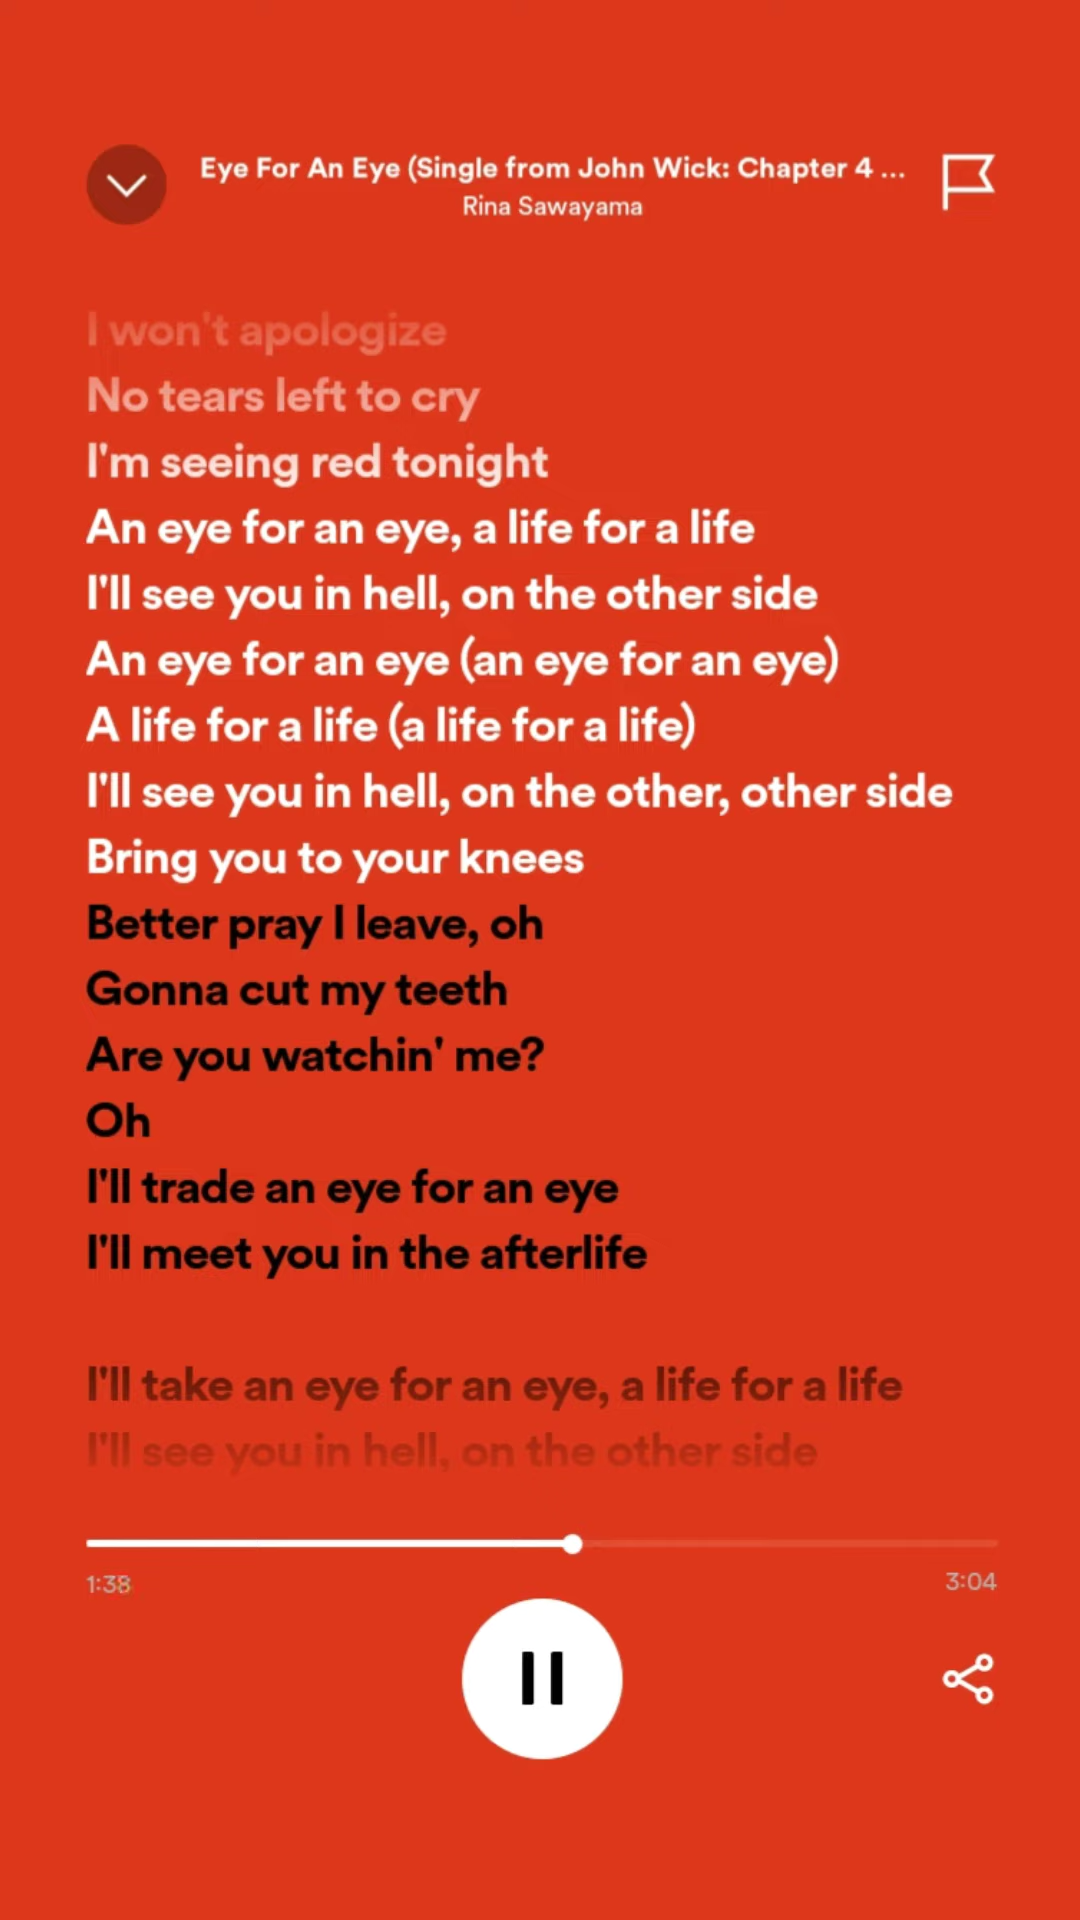 Eye For An Eye (Single from John Wick: Chapter 4 ...
Rina Sawayama
I won't apologize
No tears left to cry
I'm seeing red tonight
An eye for an eye, a life for a life
I'll see you in hell, on the other side
An eye for an eye (an eye for an eye)
A life for a life (a life for a life)
I'll see you in hell, on the other, other side
Bring you to your knees
Better pray I leave, oh
Gonna cut my teeth
Are you watchin' me?
Oh
I'll trade an eye for an eye
I'll meet you in the afterlife
I'll take an eye for an eye, a life for a life
I'll see you in hell, on the other side
1:38
3:04